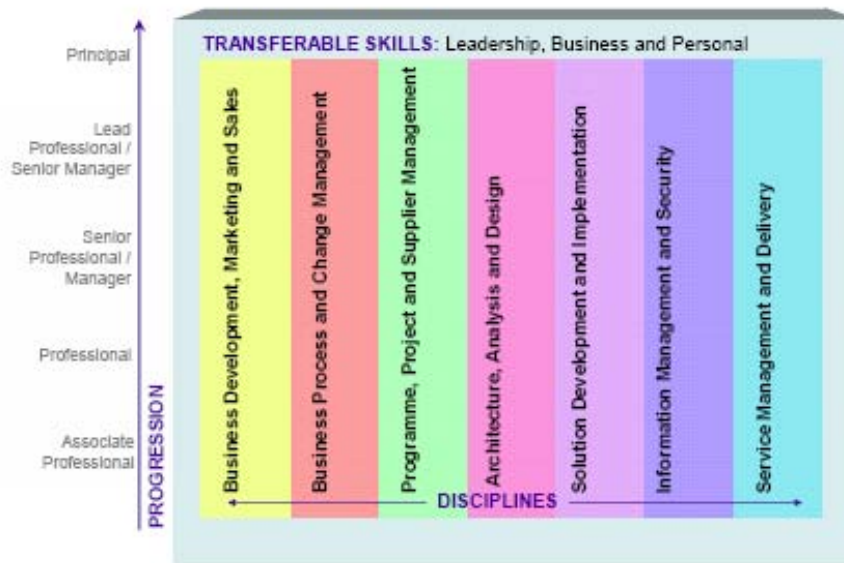 TRANSFERABLE SKILLS: Leadership, Business and Personal
Principal
Lead
Professional /
Senior Manager
Senior
Professional /
Manager
Professional
Associate
Professional
PROGRESSION
Business Development, Marketing and Sales
Business Process and Change Management
Programme, Project and Supplier Management
Architecture, Analysis and Design
Solution Development and Implementation
Information Management and Security
Service Management and Delivery
DISCIPLINES